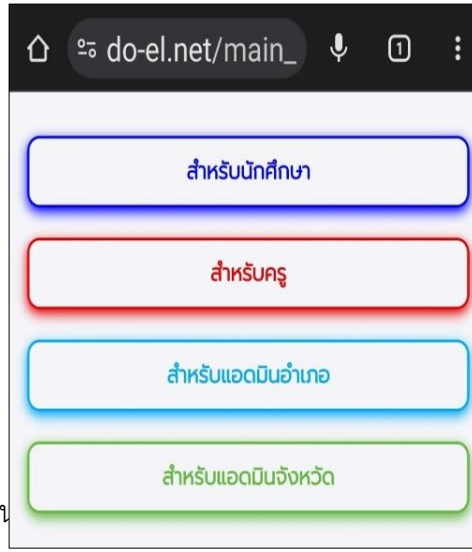 do-el.net/main_
1
สำหรับนักศึกษา
สำหรับครู
สำหรับแอดมินอำเภอ
สำหรับแอดมินจังหวัด
น